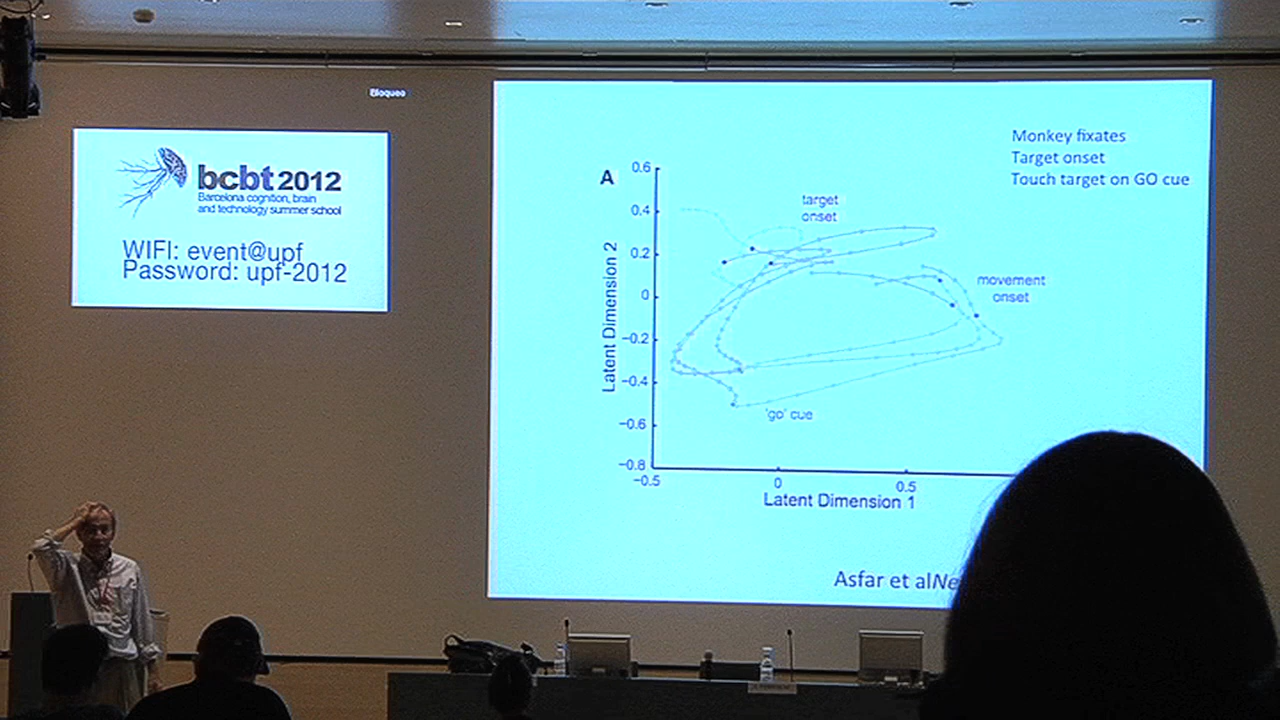 Bloqueo
bcbt 2012
Barcelona cognition, brain
and technology summer school
WIFI: event@upf
Password: upf-2012
Monkey fixates
Target onset
Touch target on GO cue
A
0.6
0.4
0.2
0
−0.2
−0.4
−0.6
−0.8
Latent Dimension 2
target
onset
movement
onset
'go' cue
−0.5
0
0.5
Latent Dimension 1
Asfar et alNe